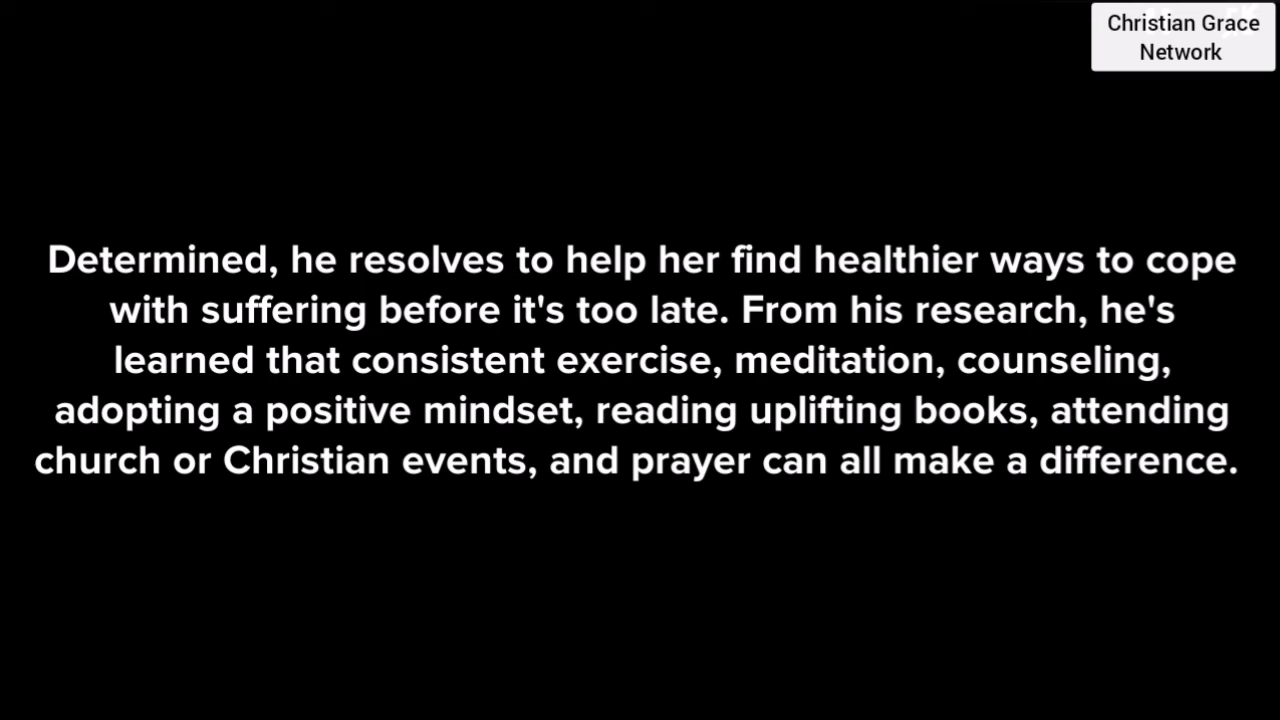 Christian Grace
Network
Determined, he resolves to help her find healthier ways to cope
with suffering before it's too late. From his research, he's
learned that consistent exercise, meditation, counseling,
adopting a positive mindset, reading uplifting books, attending
church or Christian events, and prayer can all make a difference.